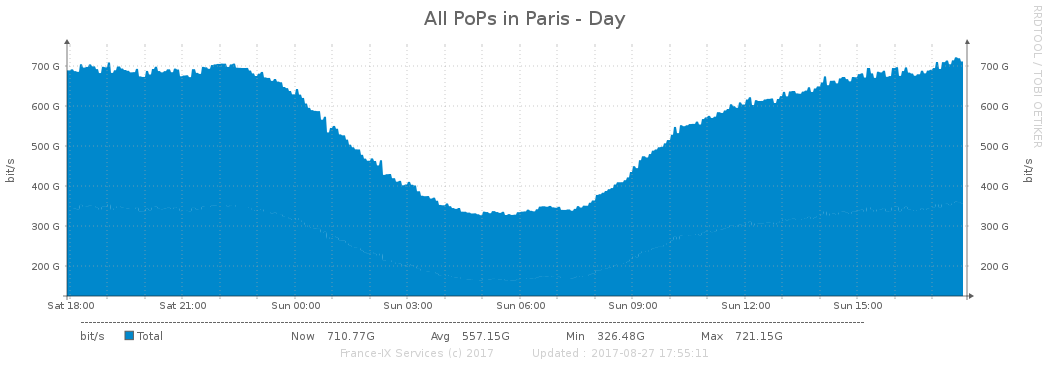 All PoPs in Paris - Day
RRDTOOL / TOBI OETIKER
700 G 700 G
600 G 600 G
500 G 500 G
bit/s bit/s
400 G 400 G
300 G 300 G
200 G 200 G
Sat 18:00 Sat 21:00 Sun 00:00 Sun 03:00 Sun 06:00 Sun 09:00 Sun 12:00 Sun 15:00
bit/s Total Now 710.77G Avg 557.15G Min 326.48G Max 721.15G
France-IX Services (c) 2017 Updated : 2017-08-27 17:55:11